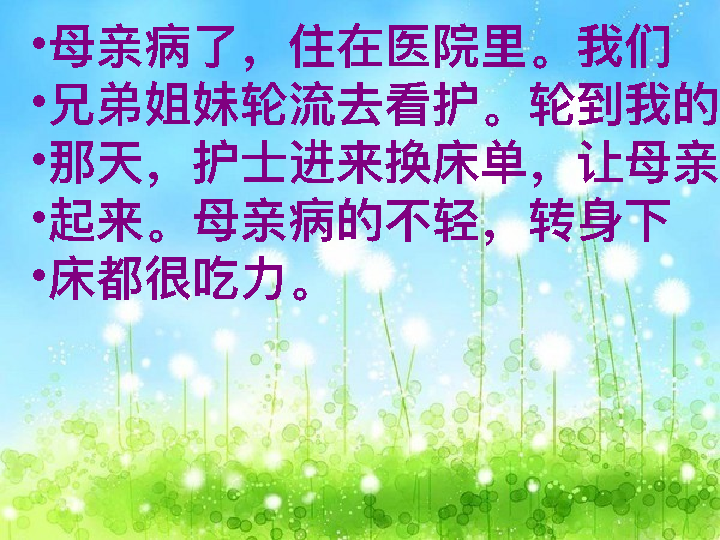 •母亲病了，住在医院里。我们
•兄弟姐妹轮流去看护。轮到我的
•那天，护士进来换床单，让母亲
•起来。母亲病的不轻，转身下
•床都很吃力。